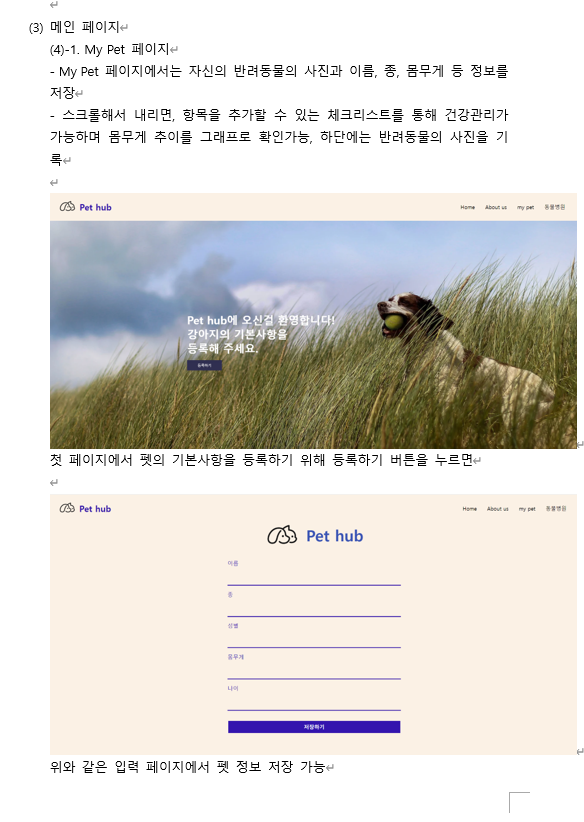 (3) 메인 페이지
(4)-1. My Pet 페이지
- My Pet 페이지에서는 자신의 반려동물의 사진과 이름, 종, 몸무게 등 정보를
저장
- 스크롤해서 내리면, 항목을 추가할 수 있는 체크리스트를 통해 건강관리가
가능하며 몸무게 추이를 그래프로 확인가능, 하단에는 반려동물의 사진을 기
록
Pet hub Home About us my pet 동물병원
Pet hub에 오신걸 환영합니다!
강아지의 기본사항을
등록해 주세요.
등록하기
첫 페이지에서 펫의 기본사항을 등록하기 위해 등록하기 버튼을 누르면
Pet hub Home About us my pet 동물병원
Pet hub
이름
종
성별
몸무게
나이
저장하기
위와 같은 입력 페이지에서 펫 정보 저장 가능